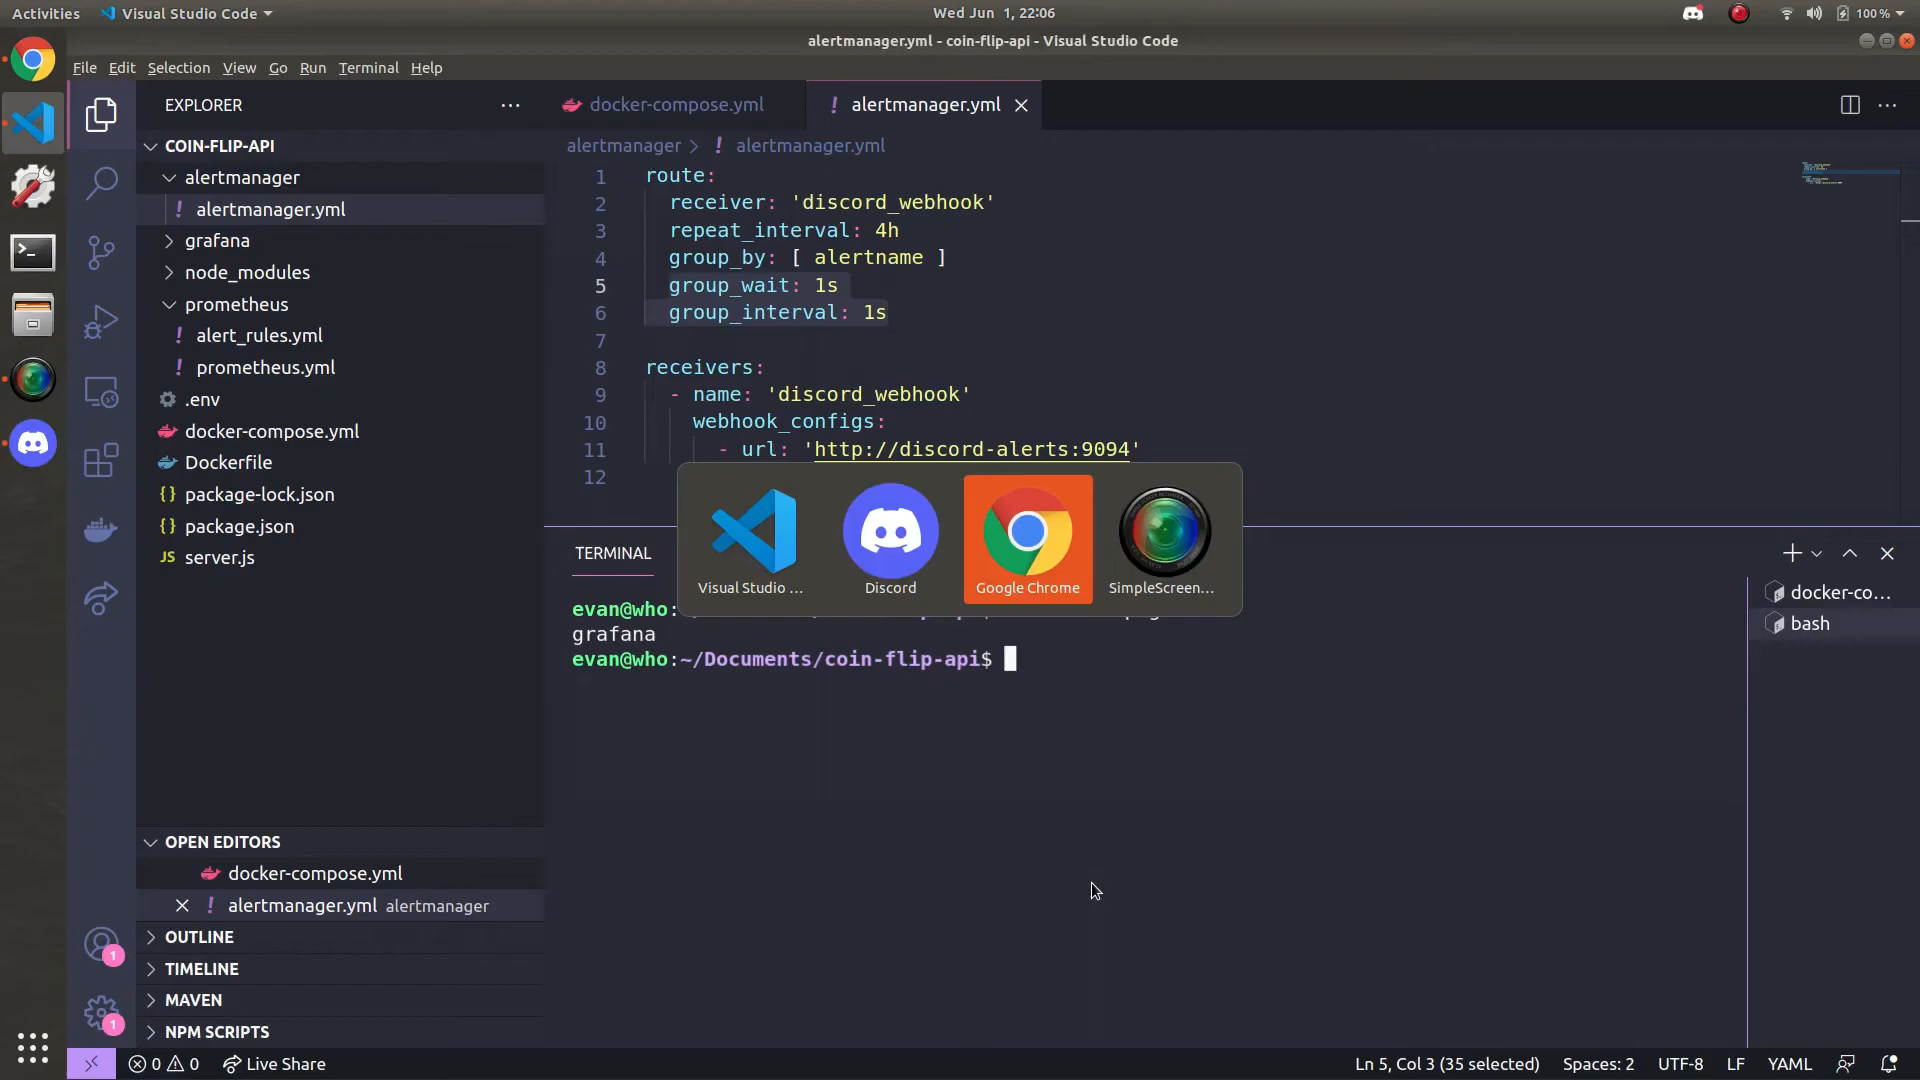 Activities
Visual Studio Code
Wed Jun 1, 22:06
100 %
alertmanager.yml - coin-flip-api - Visual Studio Code
File Edit Selection View Go Run Terminal Help
EXPLORER
COIN-FLIP-API
alertmanager
! alertmanager.yml
grafana
node_modules
prometheus
! alert_rules.yml
! prometheus.yml
.env
docker-compose.yml
Dockerfile
{} package-lock.json
{} package.json
JS server.js
OPEN EDITORS
docker-compose.yml
! alertmanager.yml alertmanager
OUTLINE
TIMELINE
MAVEN
NPM SCRIPTS
1
1
docker-compose.yml
! alertmanager.yml
alertmanager > ! alertmanager.yml
1 route:
2 receiver: 'discord_webhook'
3 repeat_interval: 4h
4 group_by: [ alertname ]
5 group_wait: 1s
6 group_interval: 1s
7
8 receivers:
9 - name: 'discord_webhook'
10 webhook_configs:
11 - url: 'http://discord-alerts:9094'
12
Visual Studio ...
Discord
Google Chrome
SimpleScreen...
TERMINAL
evan@who:
grafana
evan@who:~/Documents/coin-flip-api$
docker-co...
bash
0 0
Live Share
Ln 5, Col 3 (35 selected)
Spaces: 2
UTF-8
LF
YAML